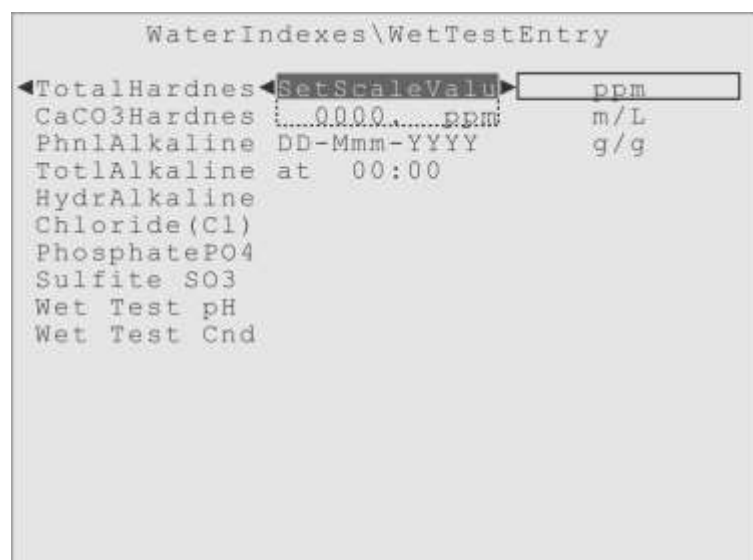 WaterIndexes\WetTestEntry
◄TotalHardnes◄SetScaleValu► ppm
CaCO3Hardnes 0000. ppm m/L
PhnlAlkaline DD-Mmm-YYYY g/g
TotlAlkaline at 00:00
HydrAlkaline
Chloride(Cl)
PhosphatePO4
Sulfite SO3
Wet Test pH
Wet Test Cnd